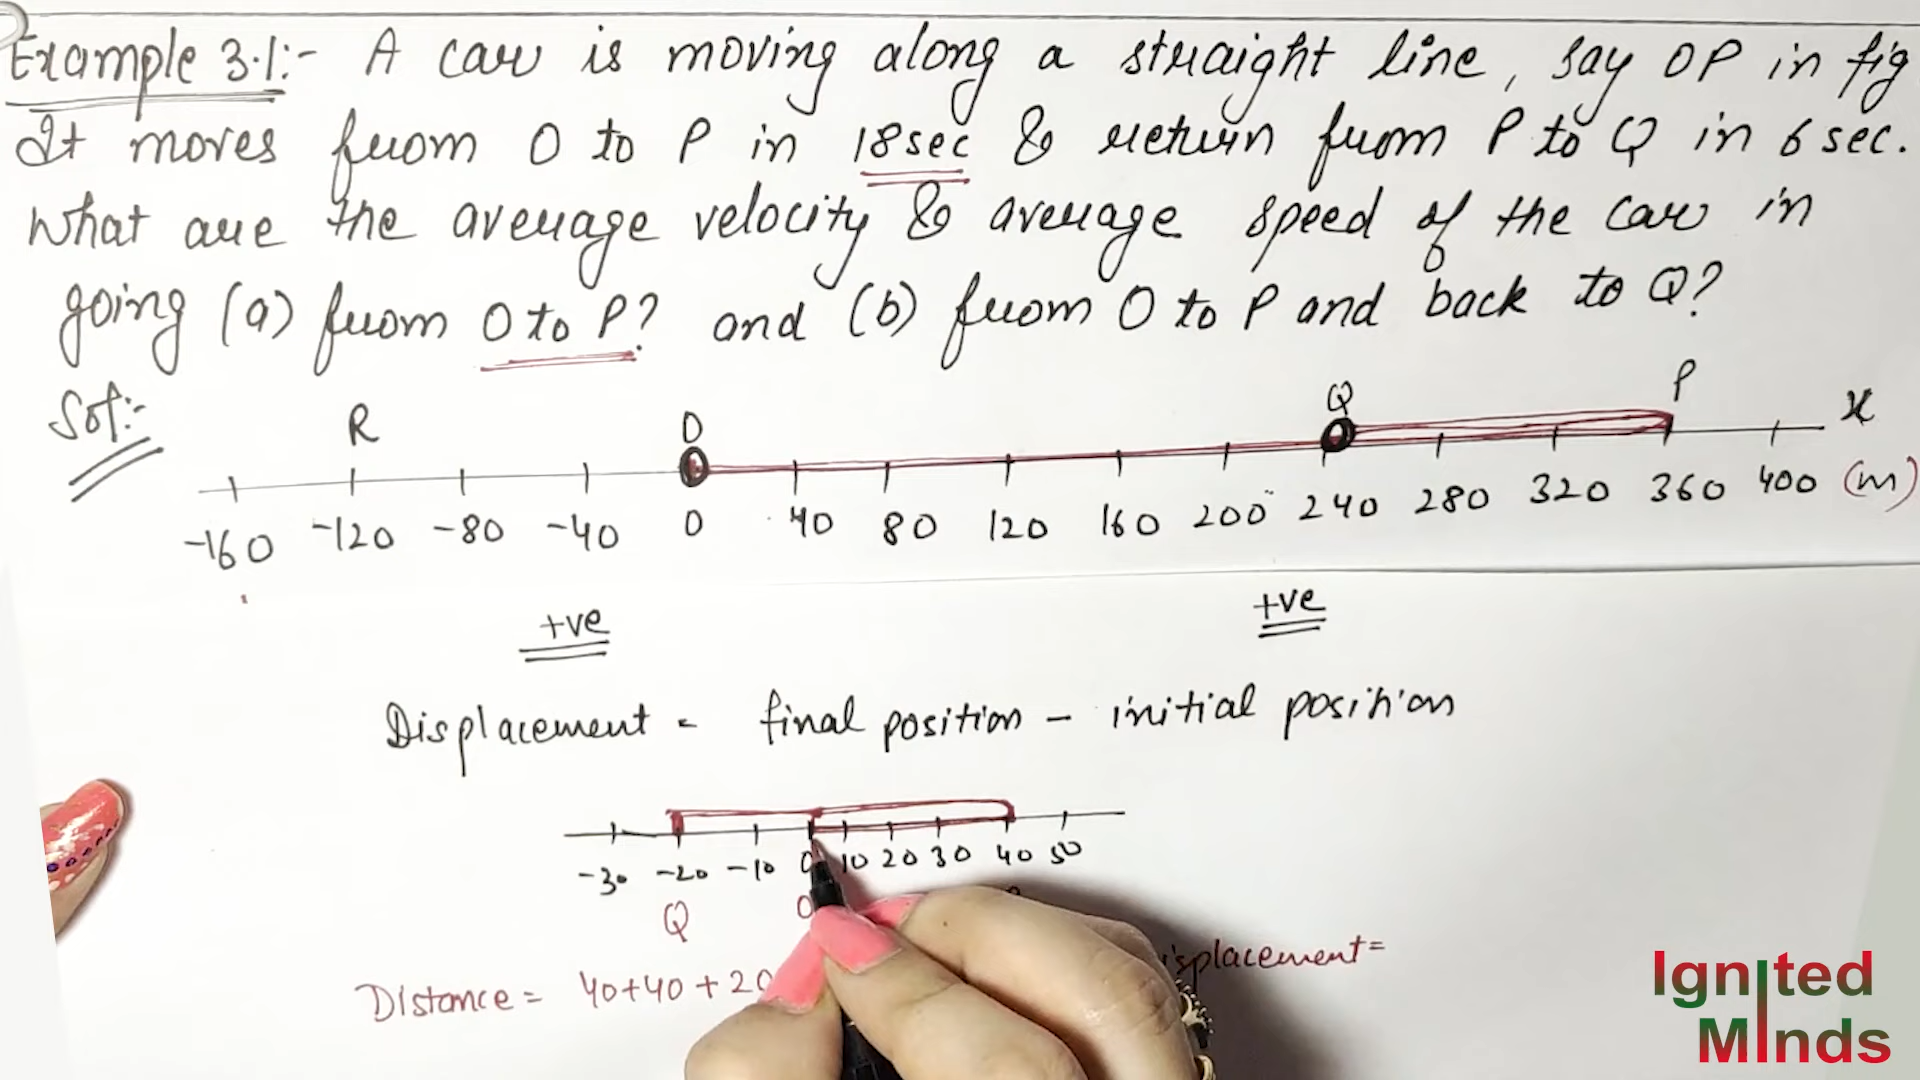 Example 3.1:- A car is moving along a straight line, say OP in fig
It moves from O to P in 18sec & return from P to Q in 6 sec.
What are the average velocity & average speed of the car in
going (a) from O to P? and (b) from O to P and back to Q?
Sol:-
R O Q P x
-160 -120 -80 -40 0 40 80 120 160 200 240 280 320 360 400 (m)
+ve +ve
Displacement = final position - initial position
-30 -20 -10 0 10 20 30 40 50
Q O
Distance = 40+40+20
Ignited
Minds